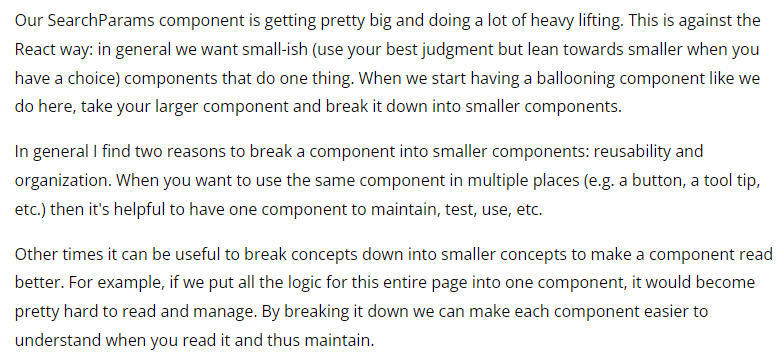 Our SearchParams component is getting pretty big and doing a lot of heavy lifting. This is against the
React way: in general we want small-ish (use your best judgment but lean towards smaller when you
have a choice) components that do one thing. When we start having a ballooning component like we
do here, take your larger component and break it down into smaller components.
In general I find two reasons to break a component into smaller components: reusability and
organization. When you want to use the same component in multiple places (e.g. a button, a tool tip,
etc.) then it's helpful to have one component to maintain, test, use, etc.
Other times it can be useful to break concepts down into smaller concepts to make a component read
better. For example, if we put all the logic for this entire page into one component, it would become
pretty hard to read and manage. By breaking it down we can make each component easier to
understand when you read it and thus maintain.